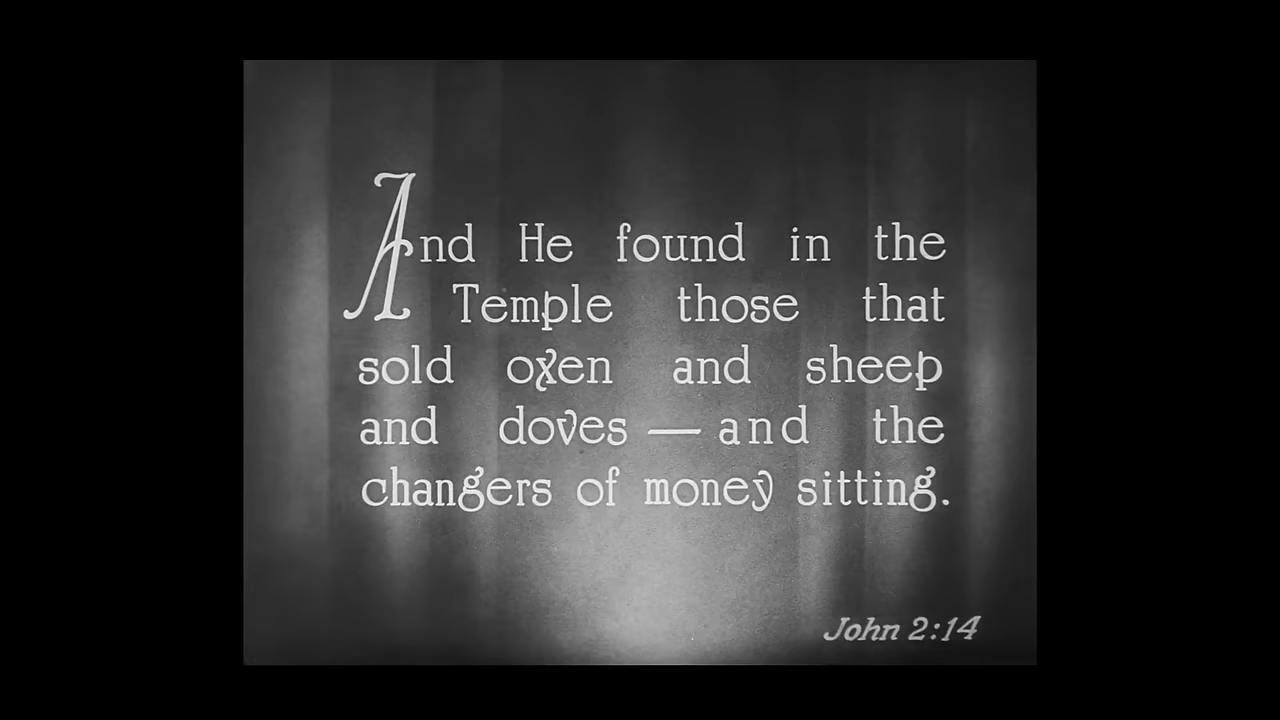 And He found in the
Temple those that
sold oxen and sheep
and doves — and the
changers of money sitting.
John 2:14